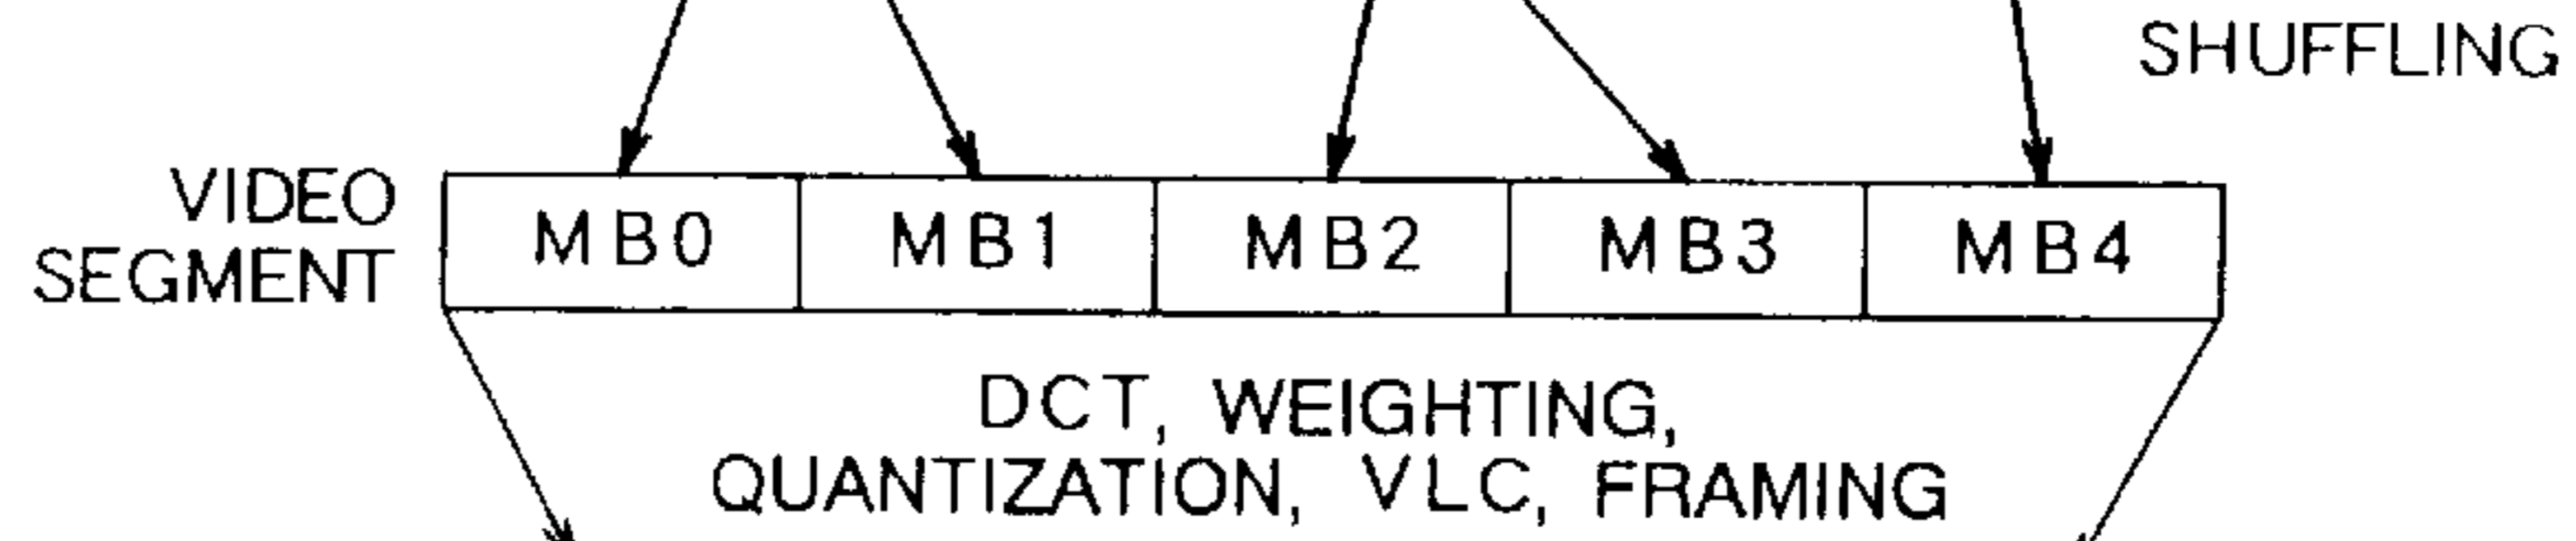 SHUFFLING
VIDEO
SEGMENT
MB0 MB1 MB2 MB3 MB4
DCT, WEIGHTING,
QUANTIZATION, VLC, FRAMING